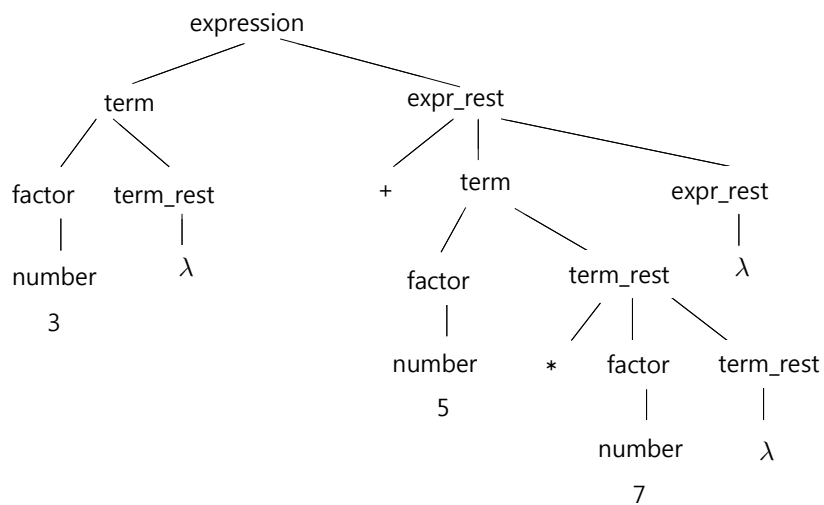 expression
term expr_rest
factor term_rest + term expr_rest
number λ factor term_rest λ
3
number * factor term_rest
5
number λ
7